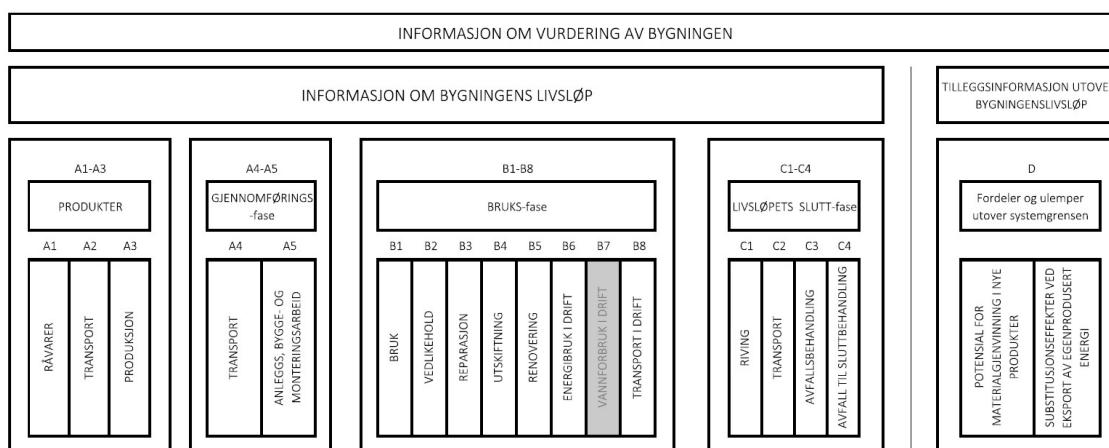 INFORMASJON OM VURDERING AV BYGNINGEN
INFORMASJON OM BYGNINGENS LIVSLØP
TILLEGGSINFORMASJON UTOVE
BYGNINGENSLIVSLØP
A1-A3
PRODUKTER
A1 A2 A3
RÅVARER
TRANSPORT
PRODUKSJON
A4-A5
GJENNOMFØRINGS
-fase
A4 A5
TRANSPORT
ANLEGGS, BYGGE- OG
MONTERINGSARBEID
B1-B8
BRUKS-fase
B1 B2 B3 B4 B5 B6 B7 B8
BRUK
VEDLIKEHOLD
REPARASJON
UTSKIFTNING
RENOVERING
ENERGIBRUK I DRIFT
VANNFORBRUK I DRIFT
TRANSPORT I DRIFT
C1-C4
LIVSLØPETS SLUTT-fase
C1 C2 C3 C4
RIVING
TRANSPORT
AVFALLSBEHANDLING
AVFALL TIL SLUTTBEHANDLING
D
Fordeler og ulemper
utover systemgrensen
POTENSIAL FOR
MATERIALGJENVINNING I NYE
PRODUKTER
SUBSTITUSJONSEFFEKTER VED
EKSPORT AV EGENPRODUSERT
ENERGI